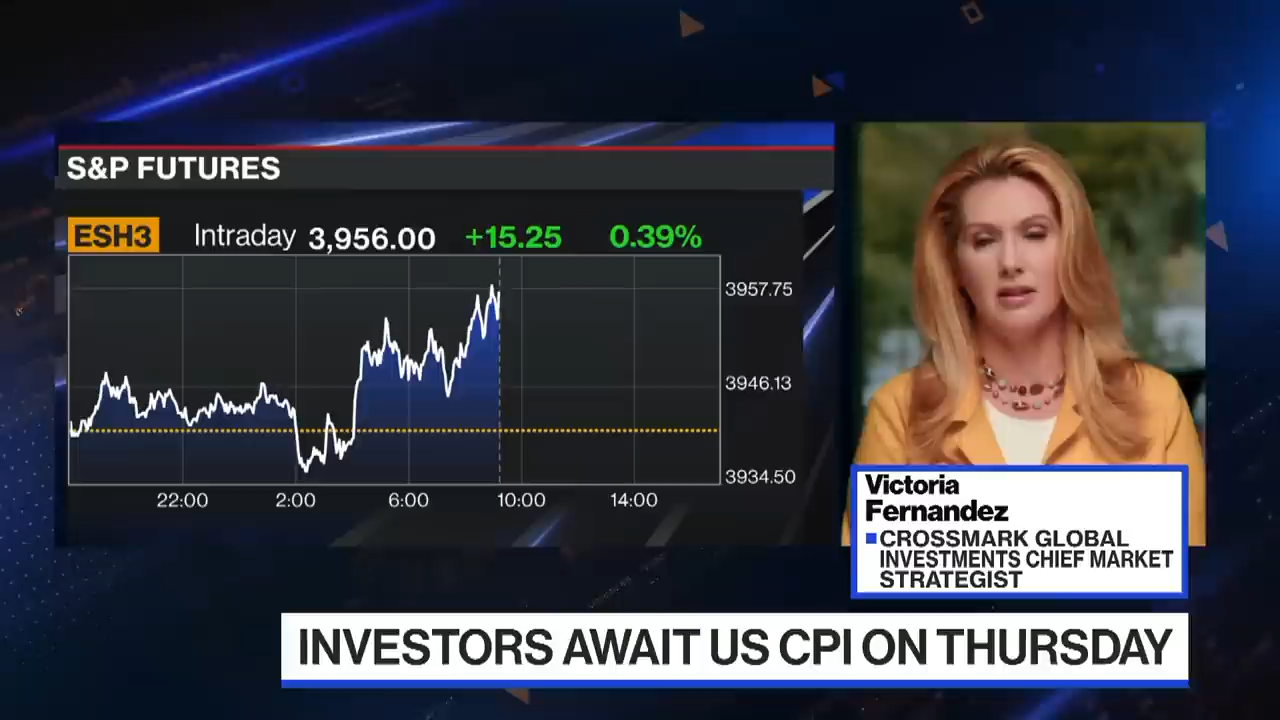 S&P FUTURES
ESH3 Intraday 3,956.00 +15.25 0.39%
3957.75
3946.13
3934.50
22:00 2:00 6:00 10:00 14:00
Victoria
Fernandez
CROSSMARK GLOBAL
INVESTMENTS CHIEF MARKET
STRATEGIST
INVESTORS AWAIT US CPI ON THURSDAY